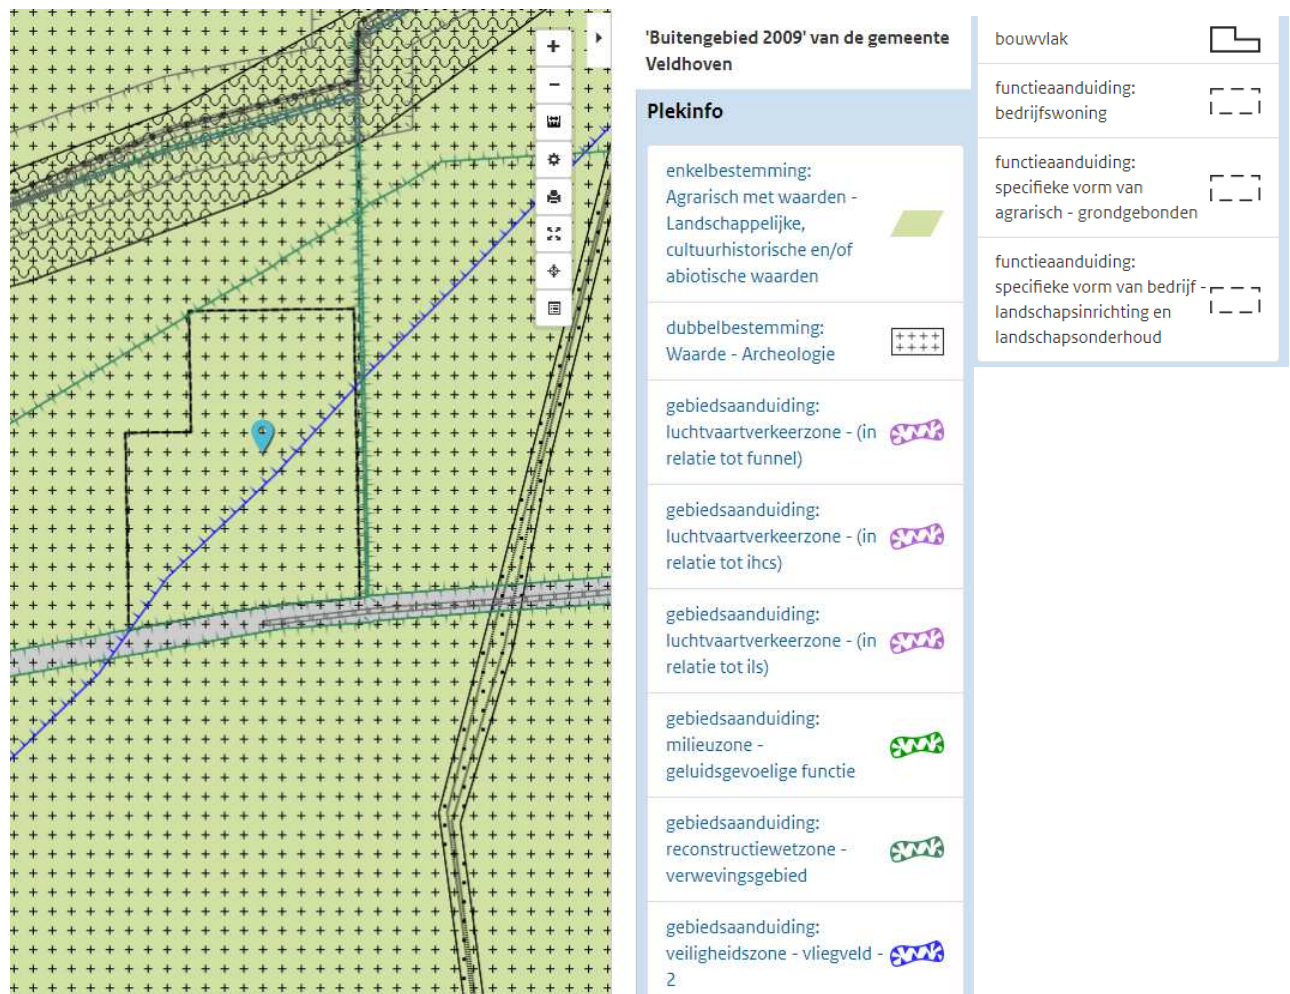 'Buitengebied 2009' van de gemeente
Veldhoven
Plekinfo
enkelbestemming:
Agrarisch met waarden -
Landschappelijke,
cultuurhistorische en/of
abiotische waarden
dubbelbestemming:
Waarde - Archeologie
gebiedsaanduiding:
luchtvaartverkeerzone - (in
relatie tot funnel)
gebiedsaanduiding:
luchtvaartverkeerzone - (in
relatie tot ihcs)
gebiedsaanduiding:
luchtvaartverkeerzone - (in
relatie tot ils)
gebiedsaanduiding:
milieuzone -
geluidsgevoelige functie
gebiedsaanduiding:
reconstructiewetzone -
verwevingsgebied
gebiedsaanduiding:
veiligheidszone - vliegveld -
2
bouwvlak
functieaanduiding:
bedrijfswoning
functieaanduiding:
specifieke vorm van
agrarisch - grondgebonden
functieaanduiding:
specifieke vorm van bedrijf -
landschapsinrichting en
landschapsonderhoud